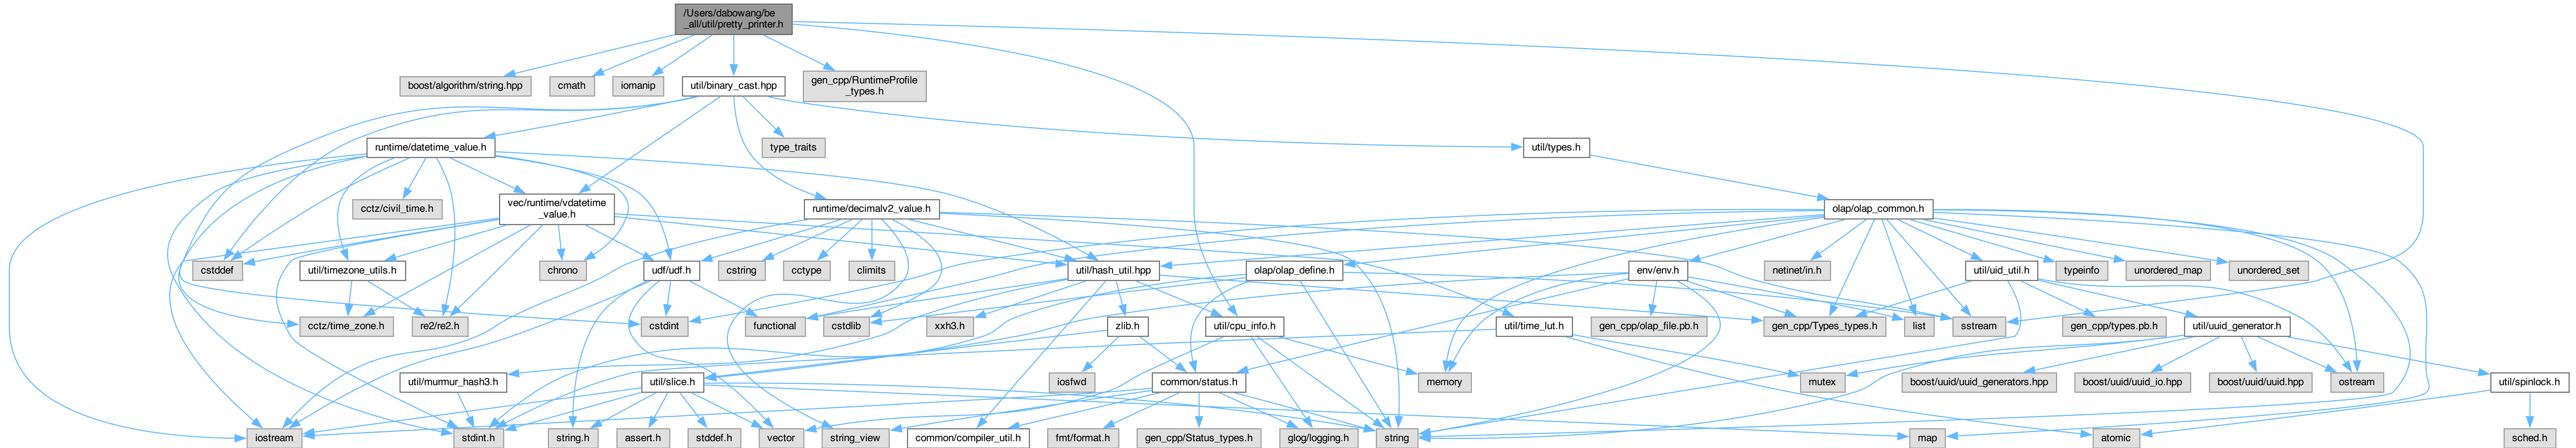 /Users/dabowang/be
_all/util/pretty_printer.h
boost/algorithm/string.hpp
cmath
iomanip
util/binary_cast.hpp
gen_cpp/RuntimeProfile
_types.h
runtime/datetime_value.h
type_traits
util/types.h
cctz/civil_time.h
vec/runtime/vdatetime
_value.h
runtime/decimalv2_value.h
olap/olap_common.h
cstddef
util/timezone_utils.h
chrono
udf/udf.h
cstring
cctype
climits
util/hash_util.hpp
olap/olap_define.h
env/env.h
netinet/in.h
util/uid_util.h
typeinfo
unordered_map
unordered_set
cctz/time_zone.h
re2/re2.h
cstdint
functional
cstdlib
xxh3.h
zlib.h
util/cpu_info.h
util/time_lut.h
gen_cpp/olap_file.pb.h
gen_cpp/Types_types.h
list
sstream
gen_cpp/types.pb.h
util/uuid_generator.h
util/murmur_hash3.h
util/slice.h
iosfwd
common/status.h
memory
mutex
boost/uuid/uuid_generators.hpp
boost/uuid/uuid_io.hpp
boost/uuid/uuid.hpp
ostream
util/spinlock.h
iostream
stdint.h
string.h
assert.h
stddef.h
vector
string_view
common/compiler_util.h
fmt/format.h
gen_cpp/Status_types.h
glog/logging.h
string
map
atomic
sched.h